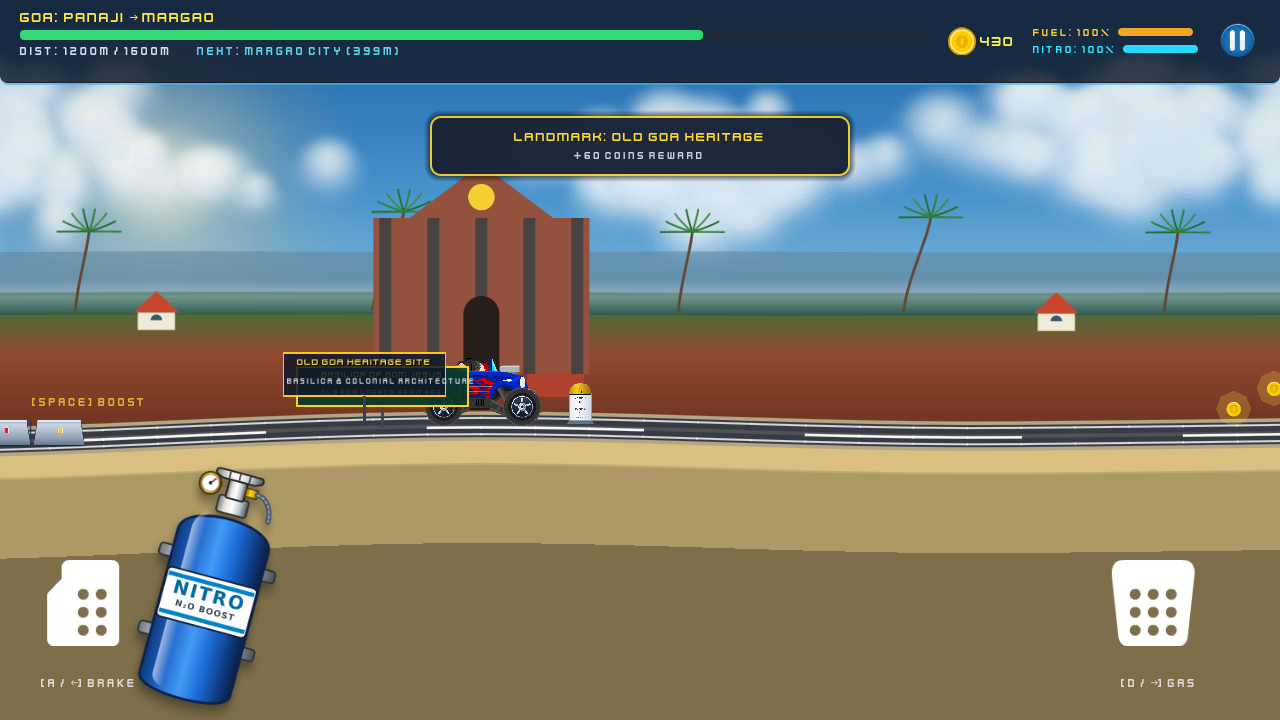 GOA: PANAJI → MARGAO
DIST: 1200M / 1600M
NEXT: MARGAO CITY (399M)
430
FUEL: 100%
NITRO: 100%
LANDMARK: OLD GOA HERITAGE
+60 COINS REWARD
OLD GOA HERITAGE SITE
BASILICA & COLONIAL ARCHITECTURE
[SPACE] BOOST
NITRO
N₂O BOOST
[A / ←] BRAKE
[D / →] GAS